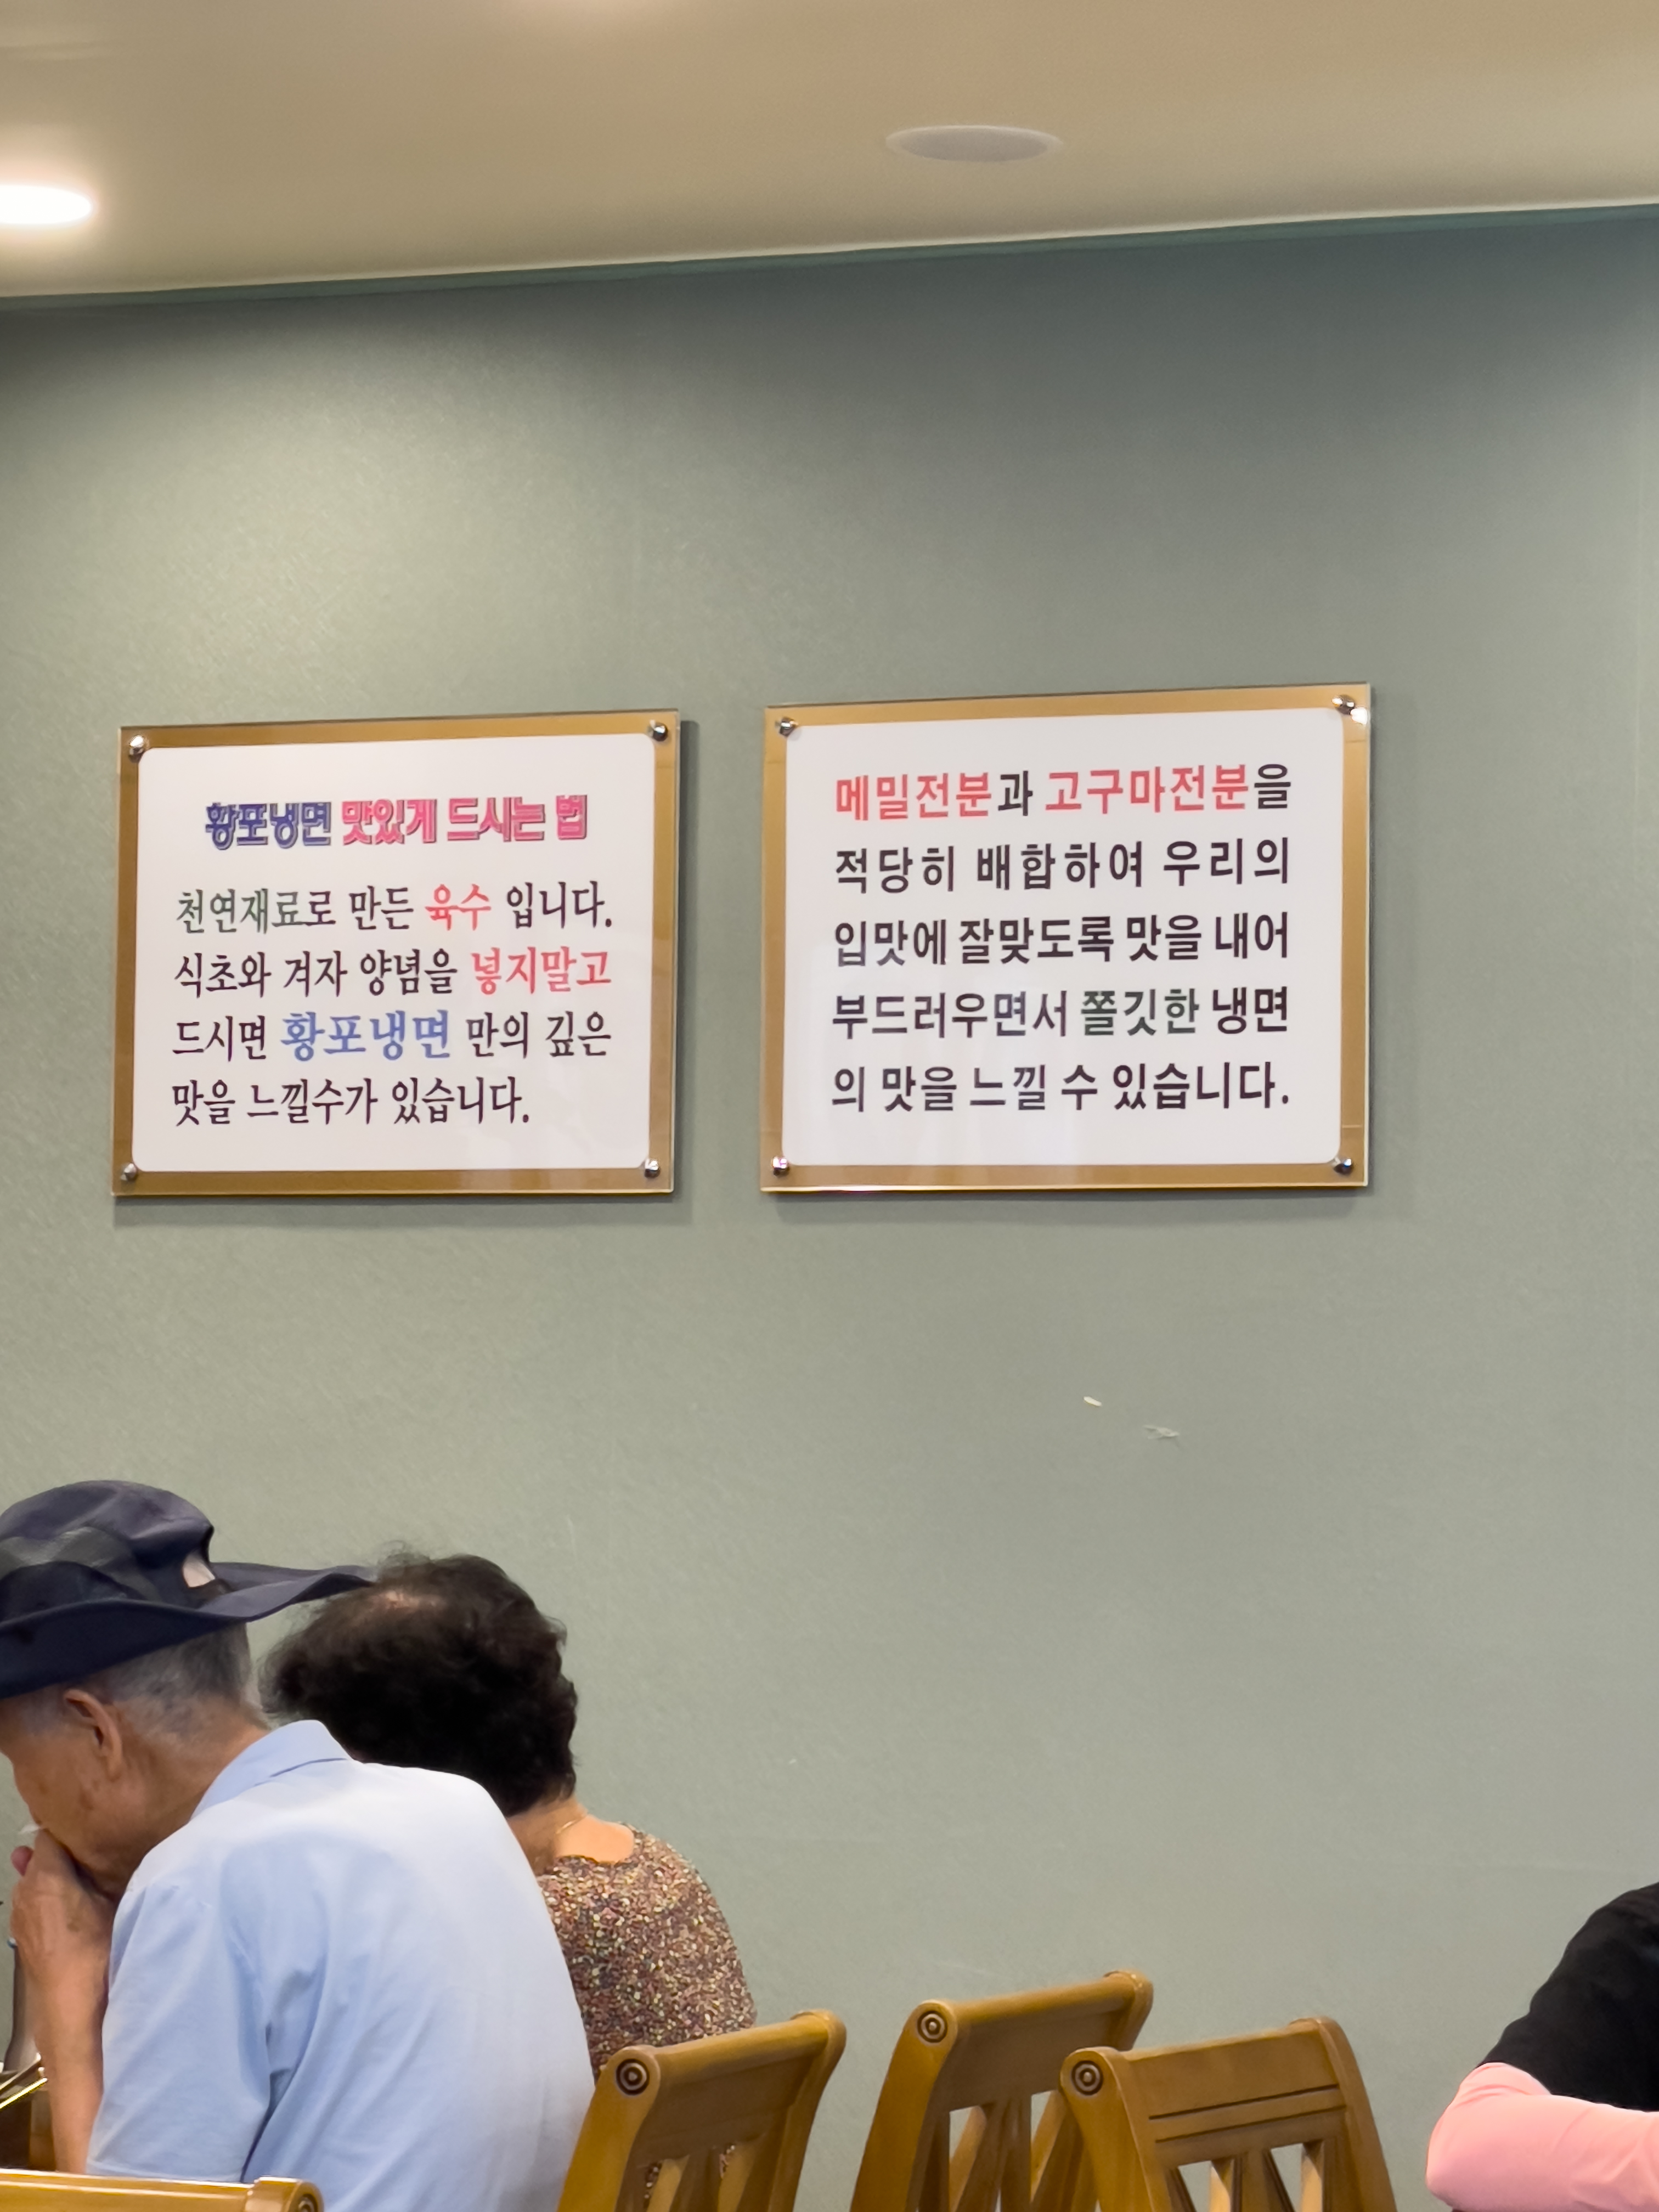 황포냉면 맛있게 드시는 법
천연재료로 만든 육수 입니다.
식초와 겨자 양념을 넣지말고
드시면 황포냉면 만의 깊은
맛을 느낄수가 있습니다.
메밀전분과 고구마전분을
적당히 배합하여 우리의
입맛에 잘맞도록 맛을 내어
부드러우면서 쫄깃한 냉면
의 맛을 느낄 수 있습니다.